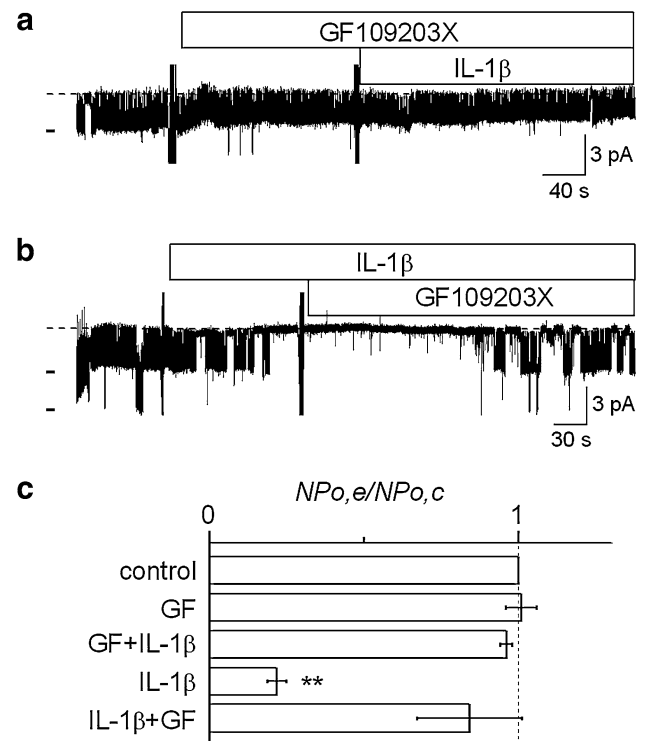 a
GF109203X
IL-1β
3 pA
40 s
b
IL-1β
GF109203X
3 pA
30 s
c
NPo,e/NPo,c
0 1
control
GF
GF+IL-1β
IL-1β **
IL-1β+GF